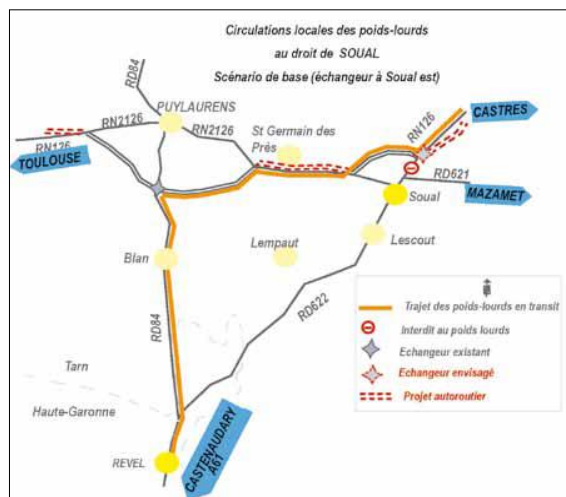 Circulations locales des poids-lourds
au droit de SOUAL
Scénario de base (échangeur à Soual est)
RD84
PUYLAURENS
RN2126
RN2126
St Germain des
Près
RN126
CASTRES
RN126
TOULOUSE
RD621
MAZAMET
Soual
Lescout
Lempaut
Blan
RD84
RD622
Tarn
Haute-Garonne
REVEL
CASTENAUDARY
A61
Trajet des poids-lourds en transit
Interdit au poids lourds
Echangeur existant
Echangeur envisagé
Projet autoroutier